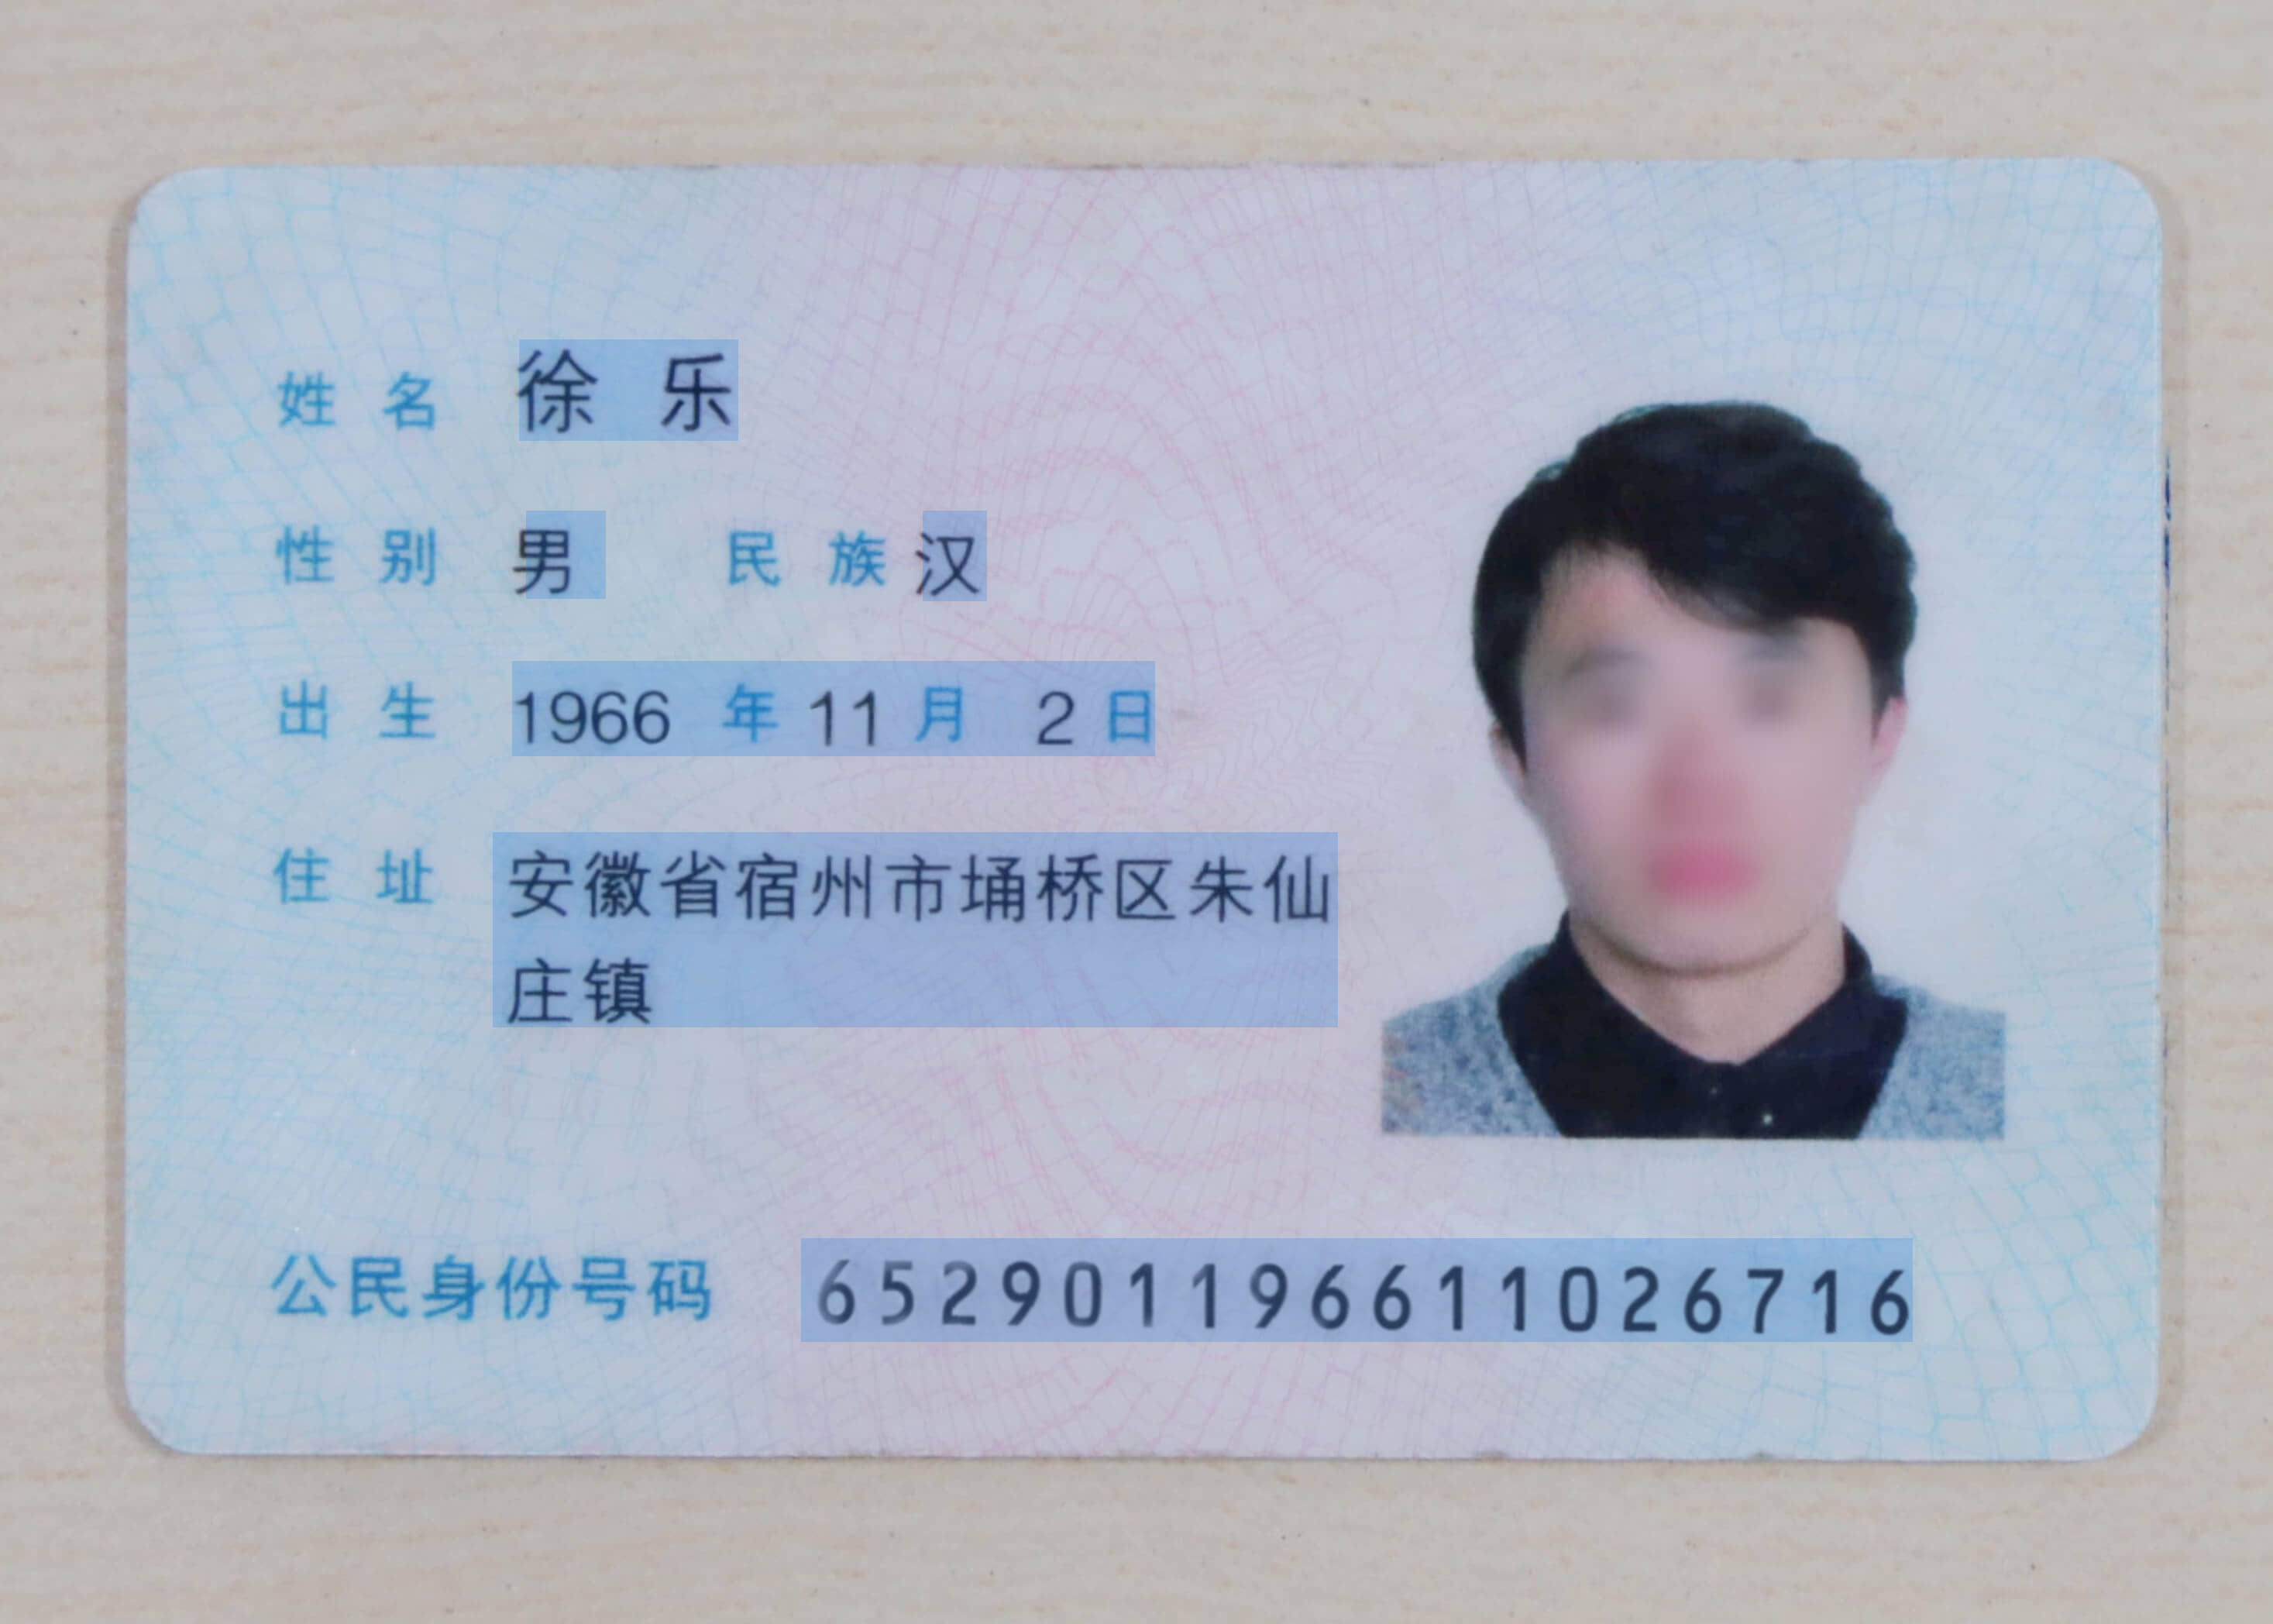 姓名 徐乐
性别 男 民族 汉
出生 1966 年 11 月 2 日
住址 安徽省宿州市埇桥区朱仙
庄镇
公民身份号码 652901196611026716